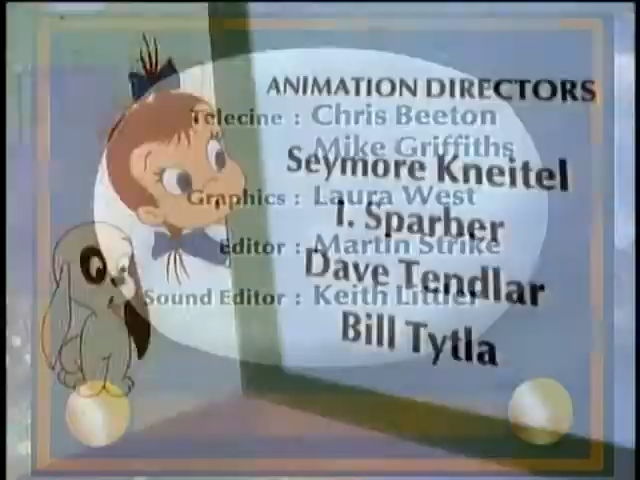 ANIMATION DIRECTORS
Telecine : Chris Beeton
Mike Griffiths
Seymore Kneitel
Graphics : Laura West
I. Sparber
Editor : Martin Strike
Dave Tendlar
Sound Editor : Keith Littler
Bill Tytla